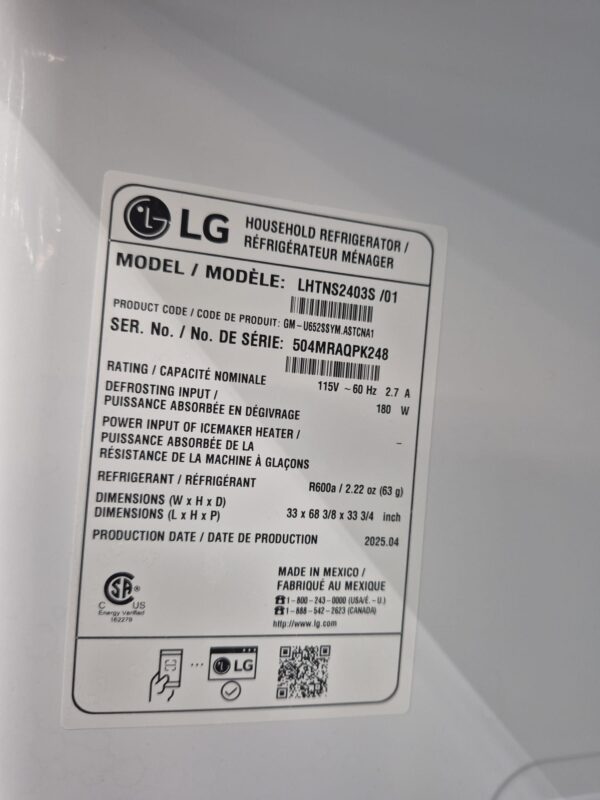 LG HOUSEHOLD REFRIGERATOR /
RÉFRIGÉRATEUR MÉNAGER
MODEL / MODÈLE: LHTNS2403S /01
PRODUCT CODE / CODE DE PRODUIT: GM-U652SSYM.ASTCNA1
SER. No. / No. DE SÉRIE: 504MRAQPK248
RATING / CAPACITÉ NOMINALE 115V ~ 60 Hz 2.7 A
DEFROSTING INPUT /
PUISSANCE ABSORBÉE EN DÉGIVRAGE 180 W
POWER INPUT OF ICEMAKER HEATER /
PUISSANCE ABSORBÉE DE LA
RÉSISTANCE DE LA MACHINE À GLAÇONS –
REFRIGERANT / RÉFRIGÉRANT R600a / 2.22 oz (63 g)
DIMENSIONS (W x H x D)
DIMENSIONS (L x H x P) 33 x 68 3/8 x 33 3/4 inch
PRODUCTION DATE / DATE DE PRODUCTION 2025.04
MADE IN MEXICO /
FABRIQUÉ AU MEXIQUE
1-800-243-0000 (USA/É.-U.)
1-888-542-2623 (CANADA)
http://www.lg.com
SA ®
C US
Energy Verified
162279
... LG